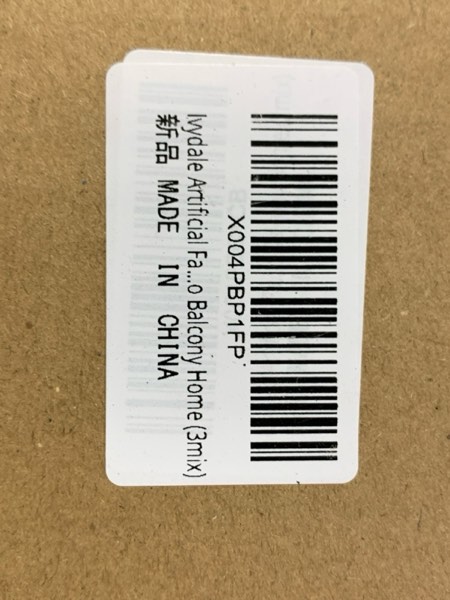 X004PBP1FP
Ivydale Artificial Fa...o Balcony Home (3mix)
新品 MADE IN CHINA